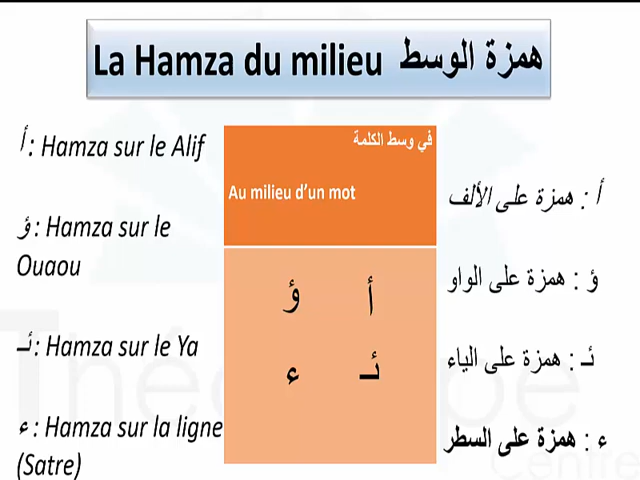 La Hamza du milieu همزة الوسط
أ : Hamza sur le Alif
ؤ : Hamza sur le
Ouaou
ئـ : Hamza sur le Ya
ء : Hamza sur la ligne
(Satre)
في وسط الكلمة
Au milieu d'un mot
أ ؤ
ئـ ء
أ : همزة على الألف
ؤ : همزة على الواو
ئـ : همزة على الياء
ء : همزة على السطر
Centre